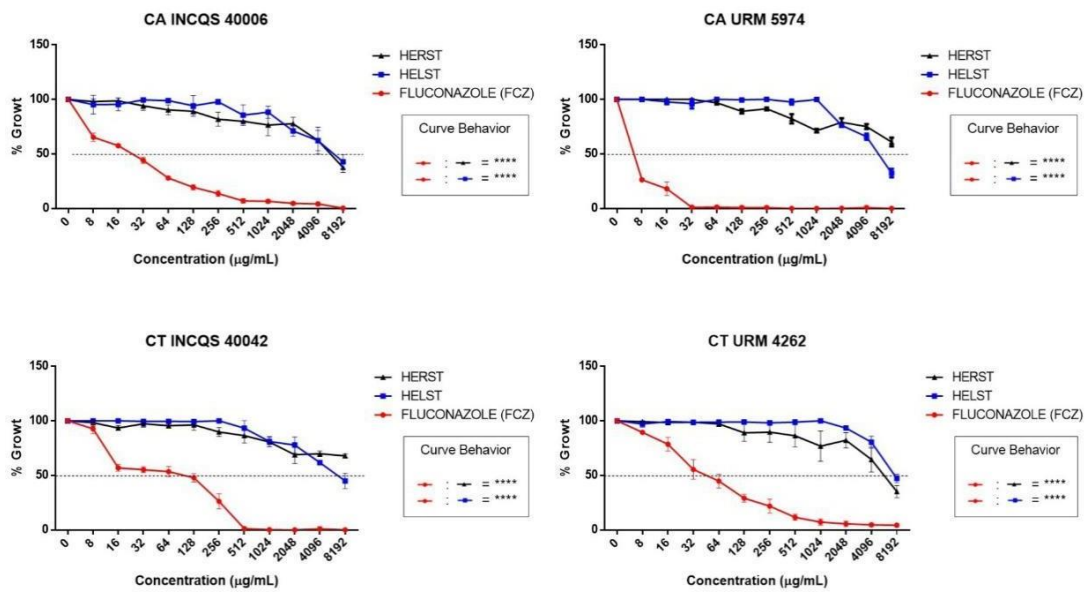 CA INCQS 40006
% Growt
150
100
50
0
0 8 16 32 64 128 256 512 1024 2048 4096 8192
Concentration (μg/mL)
HERST
HELST
FLUCONAZOLE (FCZ)
Curve Behavior
: = ****
: = ****
CA URM 5974
% Growt
150
100
50
0
0 8 16 32 64 128 256 512 1024 2048 4096 8192
Concentration (μg/mL)
HERST
HELST
FLUCONAZOLE (FCZ)
Curve Behavior
: = ****
: = ****
CT INCQS 40042
% Growt
150
100
50
0
0 8 16 32 64 128 256 512 1024 2048 4096 8192
Concentration (μg/mL)
HERST
HELST
FLUCONAZOLE (FCZ)
Curve Behavior
: = ****
: = ****
CT URM 4262
% Growt
150
100
50
0
0 8 16 32 64 128 256 512 1024 2048 4096 8192
Concentration (μg/mL)
HERST
HELST
FLUCONAZOLE (FCZ)
Curve Behavior
: = ****
: = ****